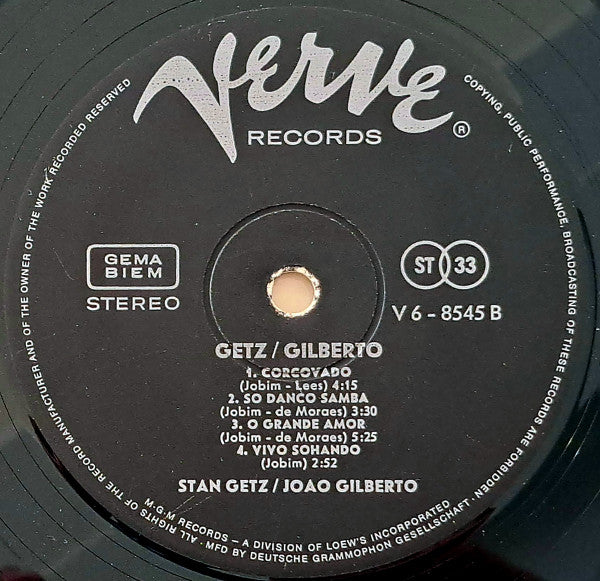 Verve
RECORDS
®
GEMA
BIEM
STEREO
ST 33
V 6 - 8545 B
GETZ / GILBERTO
1. CORCOVADO
(Jobim - Lees) 4:15
2. SO DANCO SAMBA
(Jobim - de Moraes) 3:30
3. O GRANDE AMOR
(Jobim - de Moraes) 5:25
4. VIVO SOHANDO
(Jobim) 2:52
STAN GETZ / JOAO GILBERTO
M·G·M RECORDS – A DIVISION OF LOEW'S INCORPORATED
ALL RIGHTS OF THE RECORD MANUFACTURER AND OF THE OWNER OF THE WORK RECORDED RESERVED
COPYING, PUBLIC PERFORMANCE, BROADCASTING OF THESE RECORDS ARE FORBIDDEN · MFD BY DEUTSCHE GRAMMOPHON GESELLSCHAFT ·